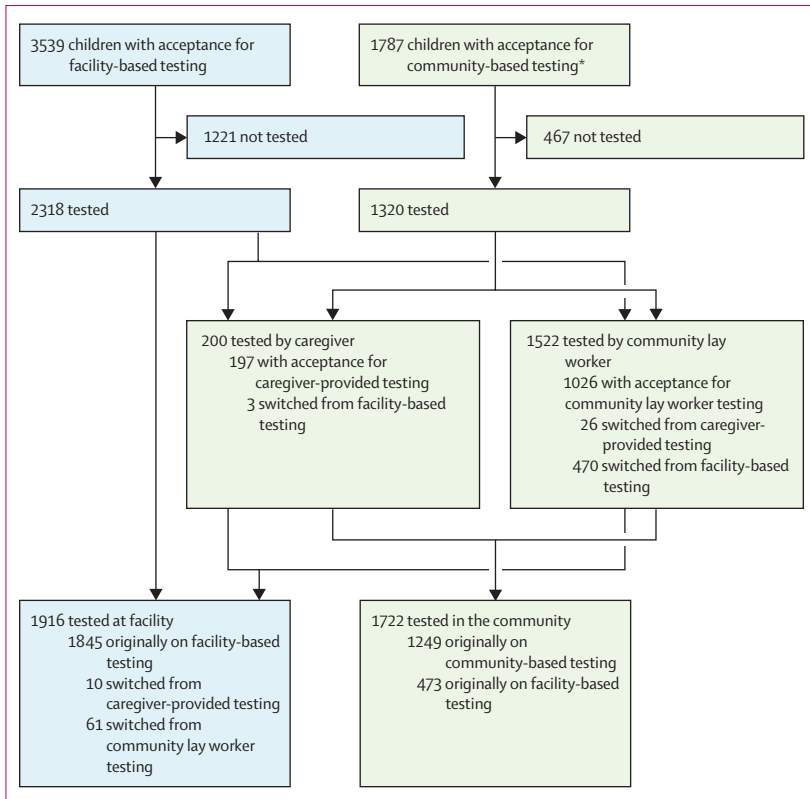 3539 children with acceptance for
facility-based testing
1787 children with acceptance for
community-based testing*
1221 not tested
467 not tested
2318 tested
1320 tested
200 tested by caregiver
197 with acceptance for
caregiver-provided testing
3 switched from facility-based
testing
1522 tested by community lay
worker
1026 with acceptance for
community lay worker testing
26 switched from caregiver-
provided testing
470 switched from facility-based
testing
1916 tested at facility
1845 originally on facility-based
testing
10 switched from
caregiver-provided testing
61 switched from
community lay worker
testing
1722 tested in the community
1249 originally on
community-based testing
473 originally on facility-based
testing